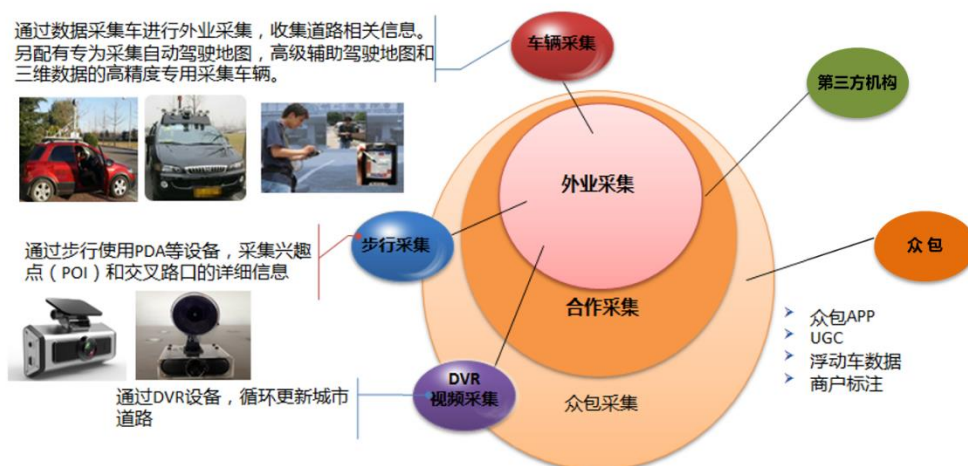 通过数据采集车进行外业采集，收集道路相关信息。
另配有专为采集自动驾驶地图，高级辅助驾驶地图和
三维数据的高精度专用采集车辆。
车辆采集
第三方机构
外业采集
步行采集
通过步行使用PDA等设备，采集兴趣
点（POI）和交叉路口的详细信息
众 包
合作采集
众包APP
UGC
浮动车数据
商户标注
DVR
视频采集
通过DVR设备，循环更新城市
道路
众包采集